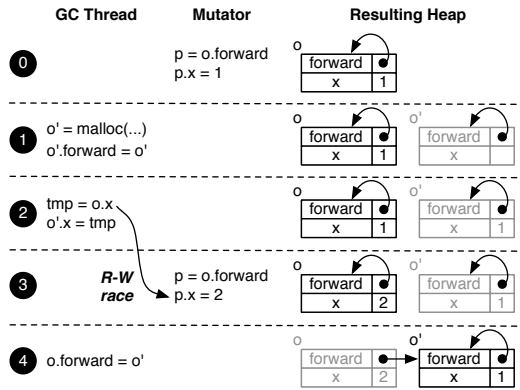 GC Thread Mutator Resulting Heap
0
p = o.forward
p.x = 1
o
forward
x 1
1
o' = malloc(...)
o'.forward = o'
o
forward
x 1
o'
forward
x
2
tmp = o.x
o'.x = tmp
o
forward
x 1
o'
forward
x 1
3
R-W
race
p = o.forward
p.x = 2
o
forward
x 2
o'
forward
x 1
4
o.forward = o'
o
forward
x 2
o'
forward
x 1